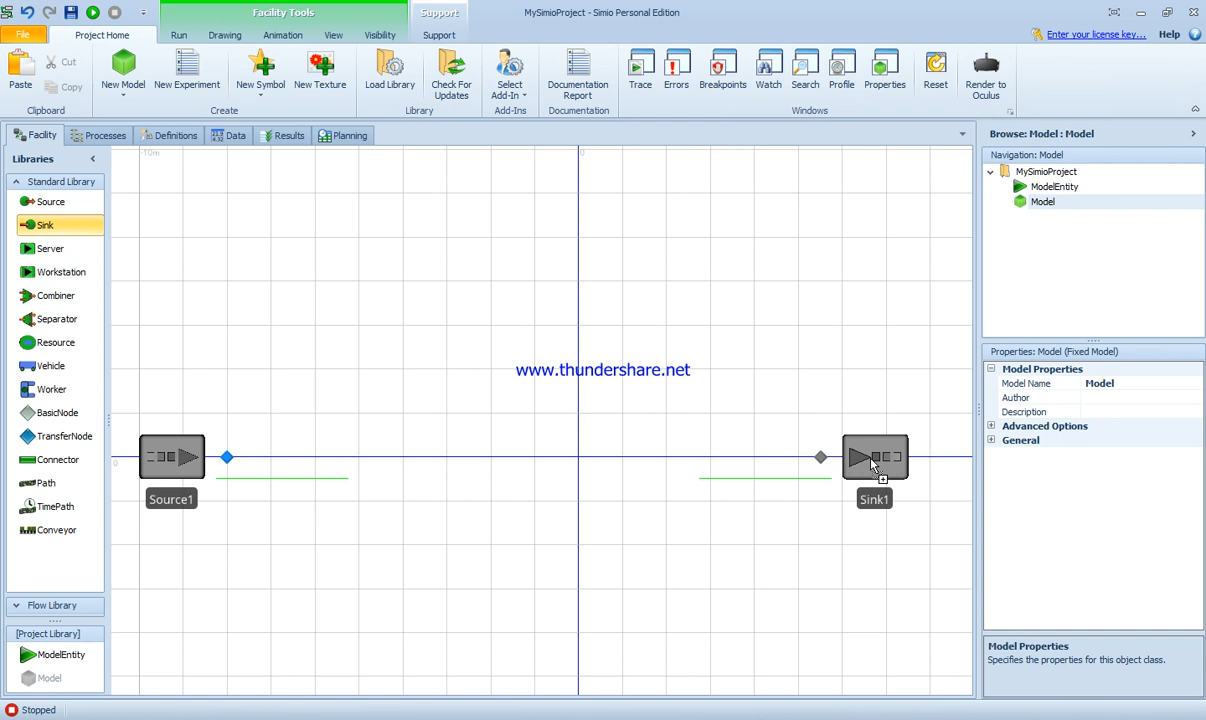 Facility Tools
Support
MySimioProject - Simio Personal Edition
File
Project Home
Run
Drawing
Animation
View
Visibility
Support
Enter your license key...
Help
Paste
Cut
Copy
Clipboard
New Model
New Experiment
New Symbol
New Texture
Create
Load Library
Check For
Updates
Library
Select
Add-In
Add-Ins
Documentation
Report
Documentation
Trace
Errors
Breakpoints
Watch
Search
Profile
Properties
Windows
Reset
Render to
Oculus
Facility
Processes
Definitions
Data
Results
Planning
Libraries
Standard Library
Source
Sink
Server
Workstation
Combiner
Separator
Resource
Vehicle
Worker
BasicNode
TransferNode
Connector
Path
TimePath
Conveyor
Flow Library
[Project Library]
ModelEntity
Model
-10m
0
0
www.thundershare.net
Source1
Sink1
Browse: Model : Model
Navigation: Model
MySimioProject
ModelEntity
Model
Properties: Model (Fixed Model)
Model Properties
Model Name Model
Author
Description
Advanced Options
General
Model Properties
Specifies the properties for this object class.
Stopped